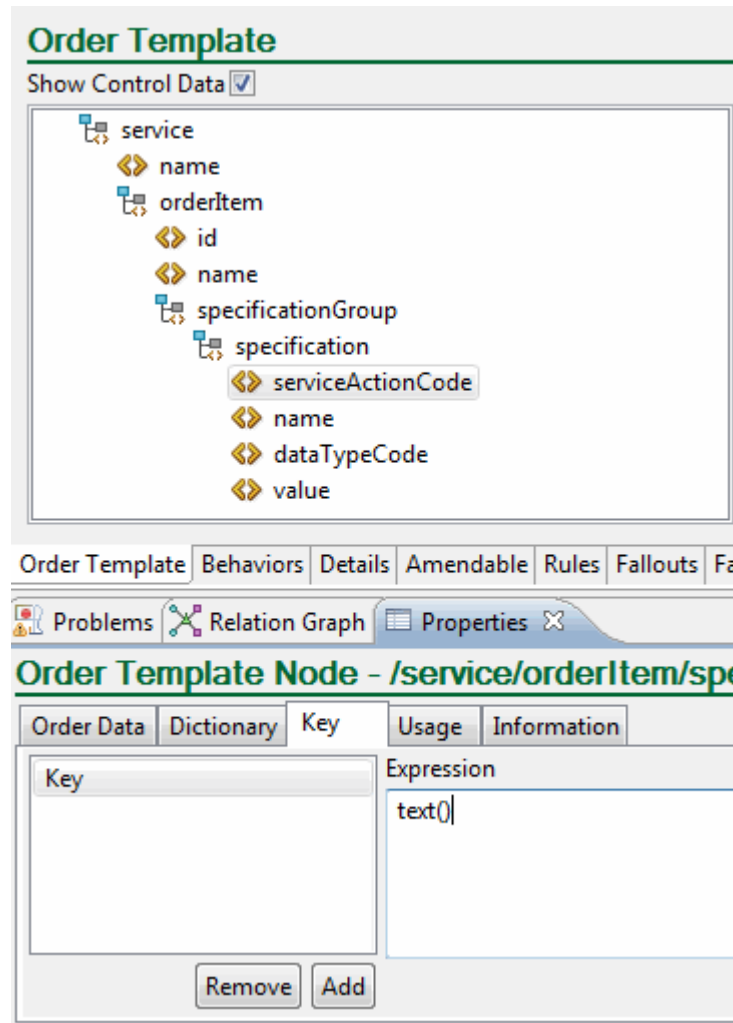 Order Template
Show Control Data
service
name
orderItem
id
name
specificationGroup
specification
serviceActionCode
name
dataTypeCode
value
Order Template Behaviors Details Amendable Rules Fallouts Fa
Problems Relation Graph Properties
Order Template Node - /service/orderItem/spe
Order Data Dictionary Key Usage Information
Key Expression
text()
Remove Add